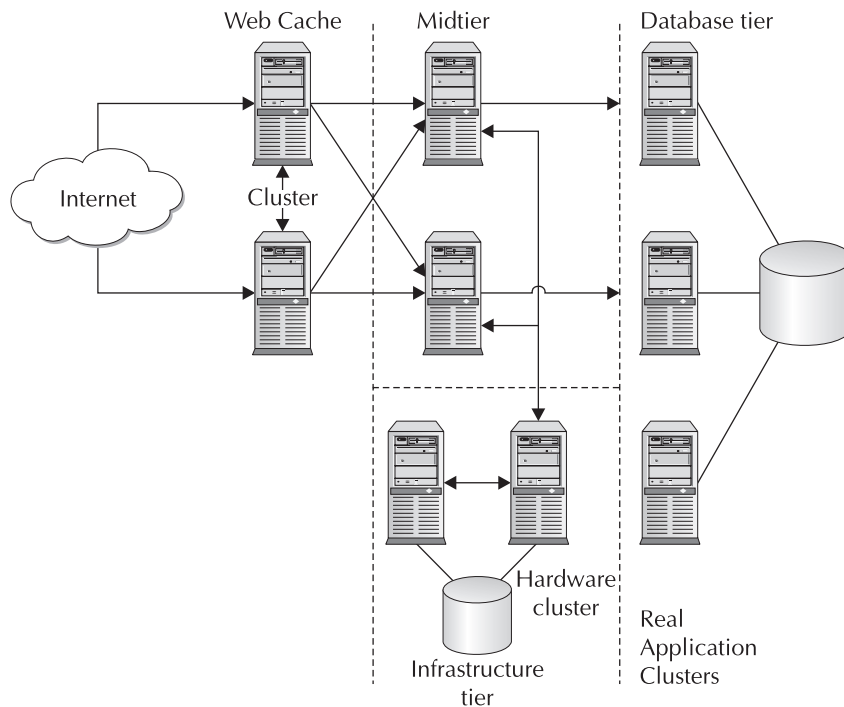 Web Cache
Midtier
Database tier
Internet
Cluster
Hardware
cluster
Infrastructure
tier
Real
Application
Clusters